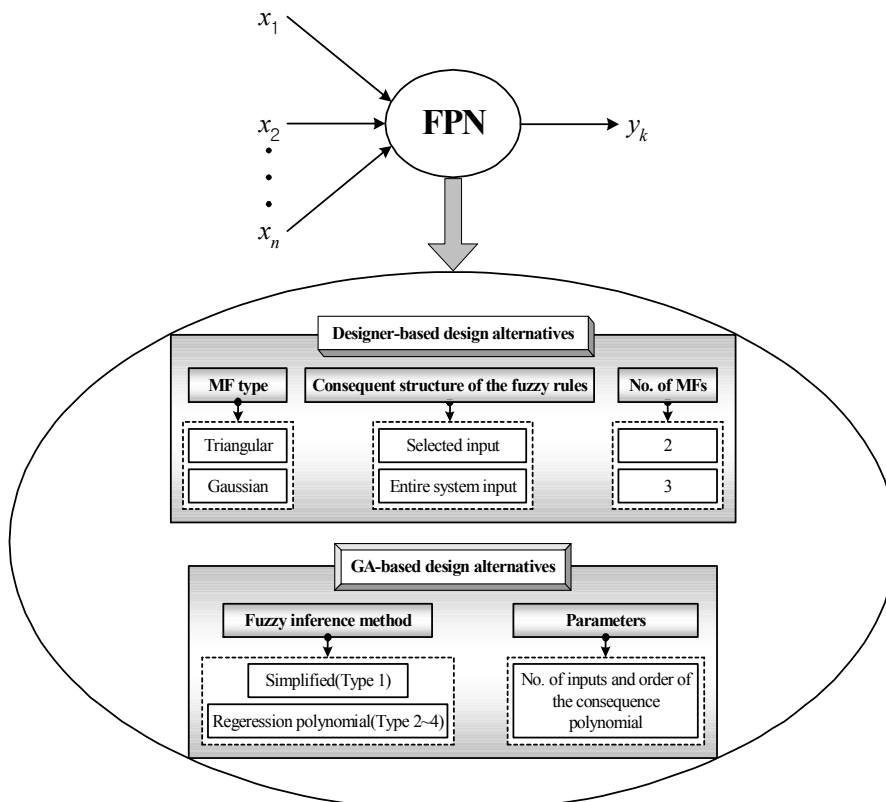 x1
x2
xn
FPN
yk
Designer-based design alternatives
MF type
Consequent structure of the fuzzy rules
No. of MFs
Triangular
Selected input
2
Gaussian
Entire system input
3
GA-based design alternatives
Fuzzy inference method
Parameters
Simplified(Type 1)
Regeression polynomial(Type 2~4)
No. of inputs and order of
the consequence
polynomial